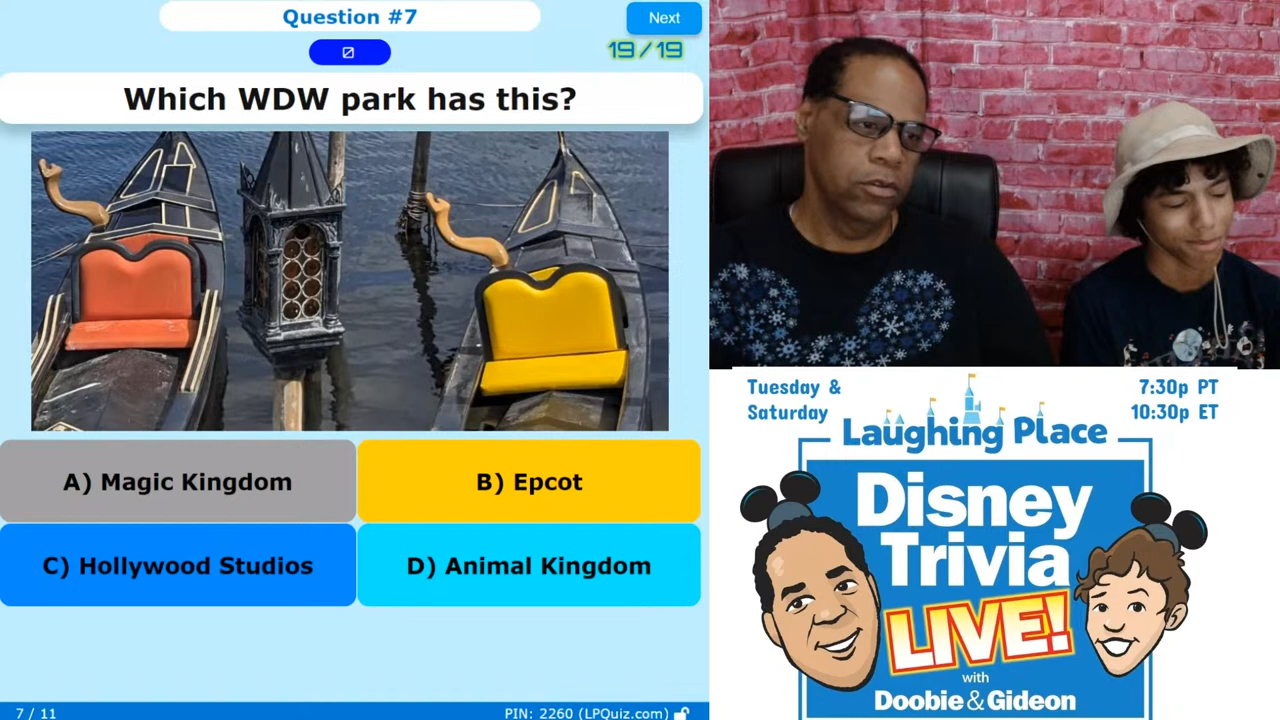 Question #7
Next
19/19
Which WDW park has this?
A) Magic Kingdom
B) Epcot
C) Hollywood Studios
D) Animal Kingdom
7 / 11
PIN: 2260 (LPQuiz.com)
Tuesday &
Saturday
7:30p PT
10:30p ET
Laughing Place
Disney
Trivia
LIVE!
with
Doobie & Gideon